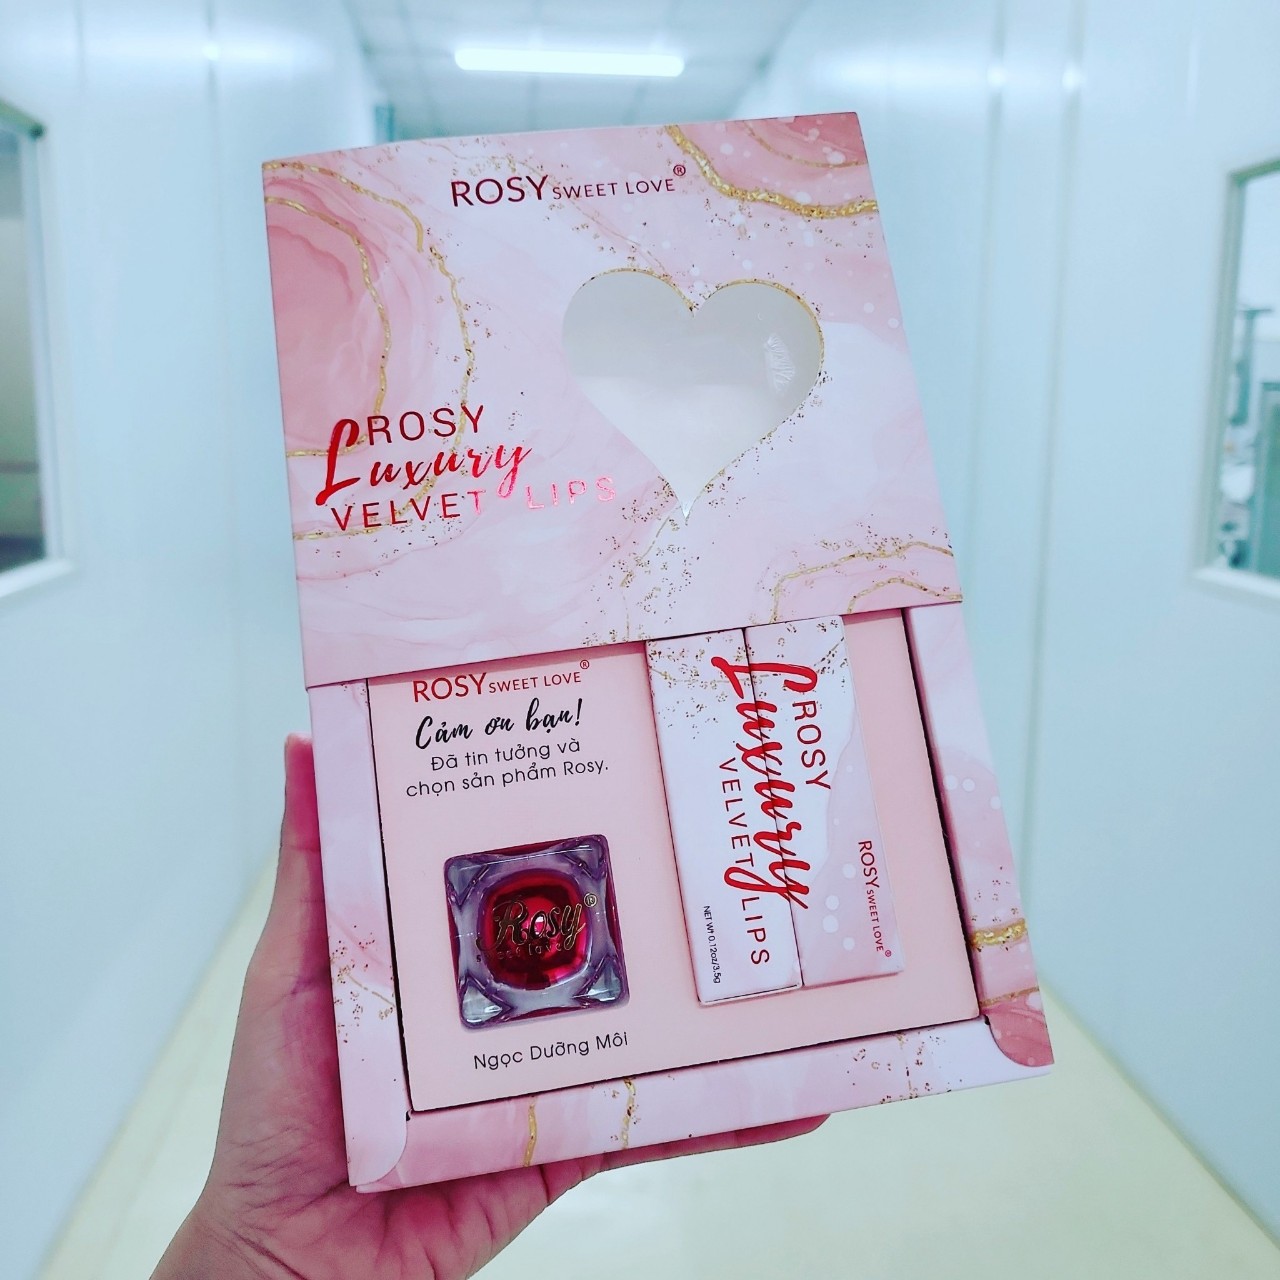 ROSY SWEET LOVE®
ROSY
Luxury
VELVET LIPS
ROSY SWEET LOVE®
Cảm ơn bạn!
Đã tin tưởng và
chọn sản phẩm Rosy.
Rosy®
sweet love
Ngọc Dưỡng Môi
ROSY
Luxury
VELVET LIPS
NET Wt 0.12oz/3.5g
ROSY SWEET LOVE®